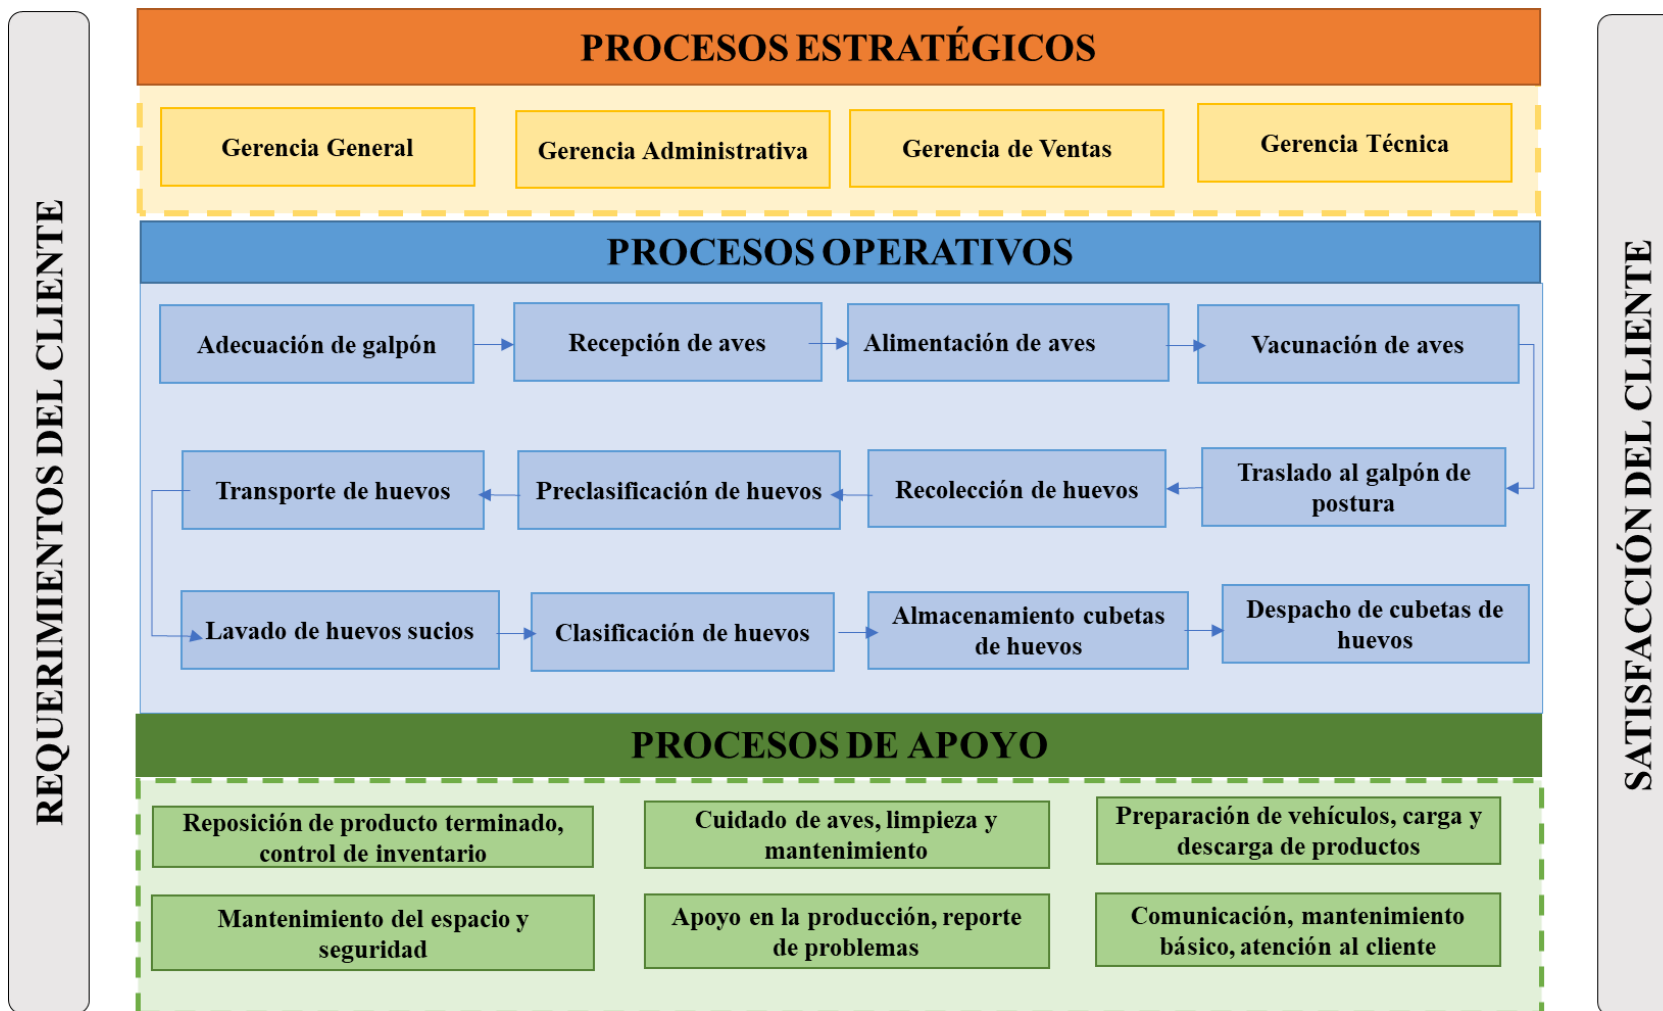 REQUERIMIENTOS DEL CLIENTE
PROCESOS ESTRATÉGICOS
Gerencia General
Gerencia Administrativa
Gerencia de Ventas
Gerencia Técnica
PROCESOS OPERATIVOS
Adecuación de galpón
Recepción de aves
Alimentación de aves
Vacunación de aves
Traslado al galpón de
postura
Recolección de huevos
Preclasificación de huevos
Transporte de huevos
Lavado de huevos sucios
Clasificación de huevos
Almacenamiento cubetas
de huevos
Despacho de cubetas de
huevos
PROCESOS DE APOYO
Reposición de producto terminado,
control de inventario
Cuidado de aves, limpieza y
mantenimiento
Preparación de vehículos, carga y
descarga de productos
Mantenimiento del espacio y
seguridad
Apoyo en la producción, reporte
de problemas
Comunicación, mantenimiento
básico, atención al cliente
SATISFACCIÓN DEL CLIENTE